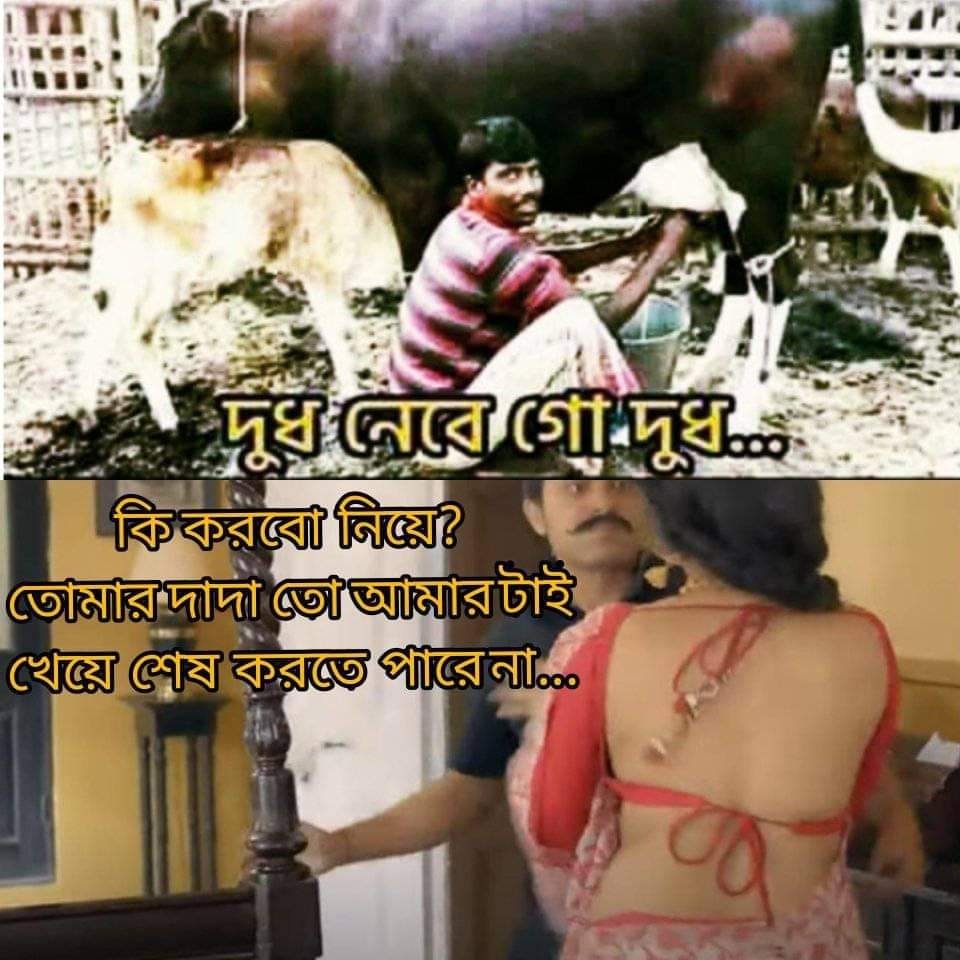 দুধ নেবে গো দুধ...
কি করবো নিয়ে?
তোমার দাদা তো আমার টাই
খেয়ে শেষ করতে পারে না...